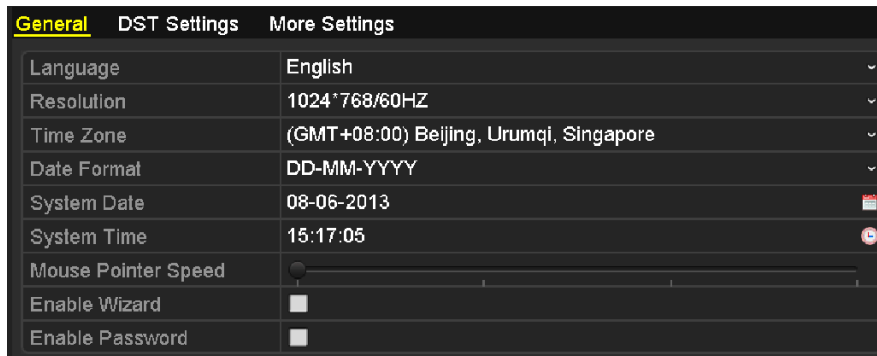 General DST Settings More Settings
Language English
Resolution 1024*768/60HZ
Time Zone (GMT+08:00) Beijing, Urumqi, Singapore
Date Format DD-MM-YYYY
System Date 08-06-2013
System Time 15:17:05
Mouse Pointer Speed
Enable Wizard
Enable Password